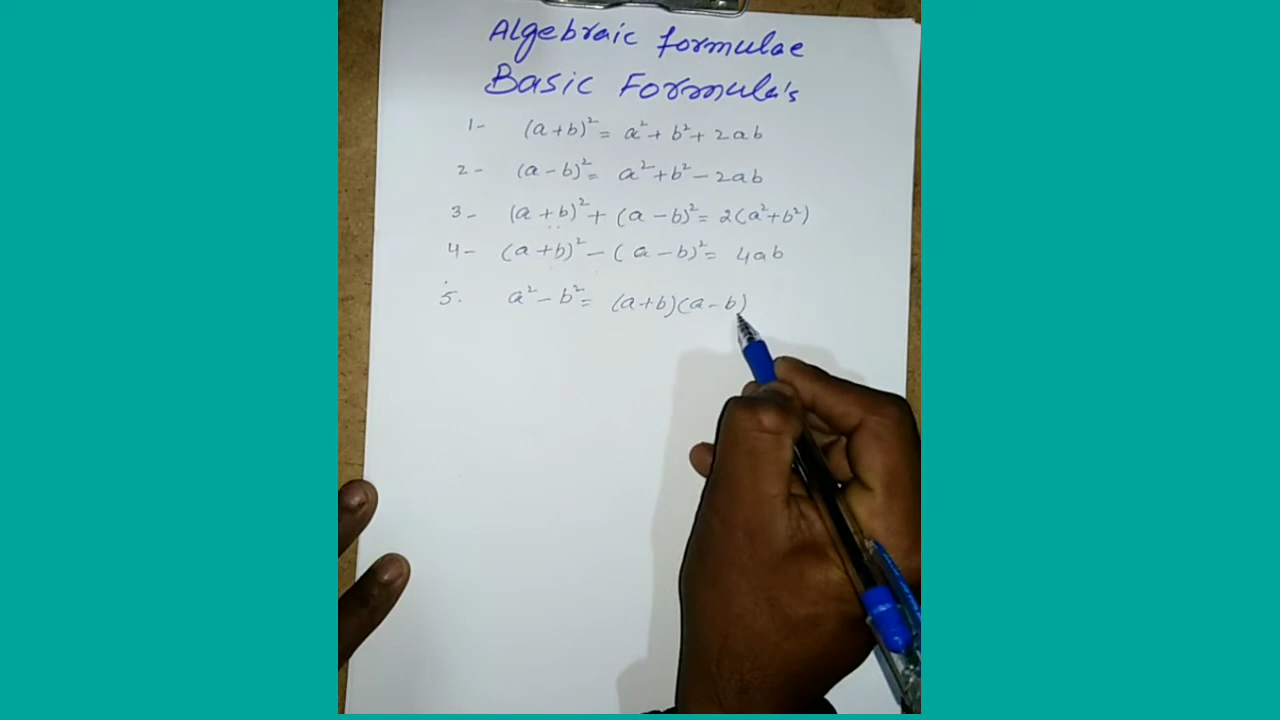 Algebraic formulae
Basic Formula's
1- (a+b)²= a²+ b²+ 2ab
2- (a-b)²= a²+b²-2ab
3- (a+b)²+ (a-b)²= 2(a²+b²)
4- (a+b)²-(a-b)²= 4ab
5. a²-b²= (a+b)(a-b)